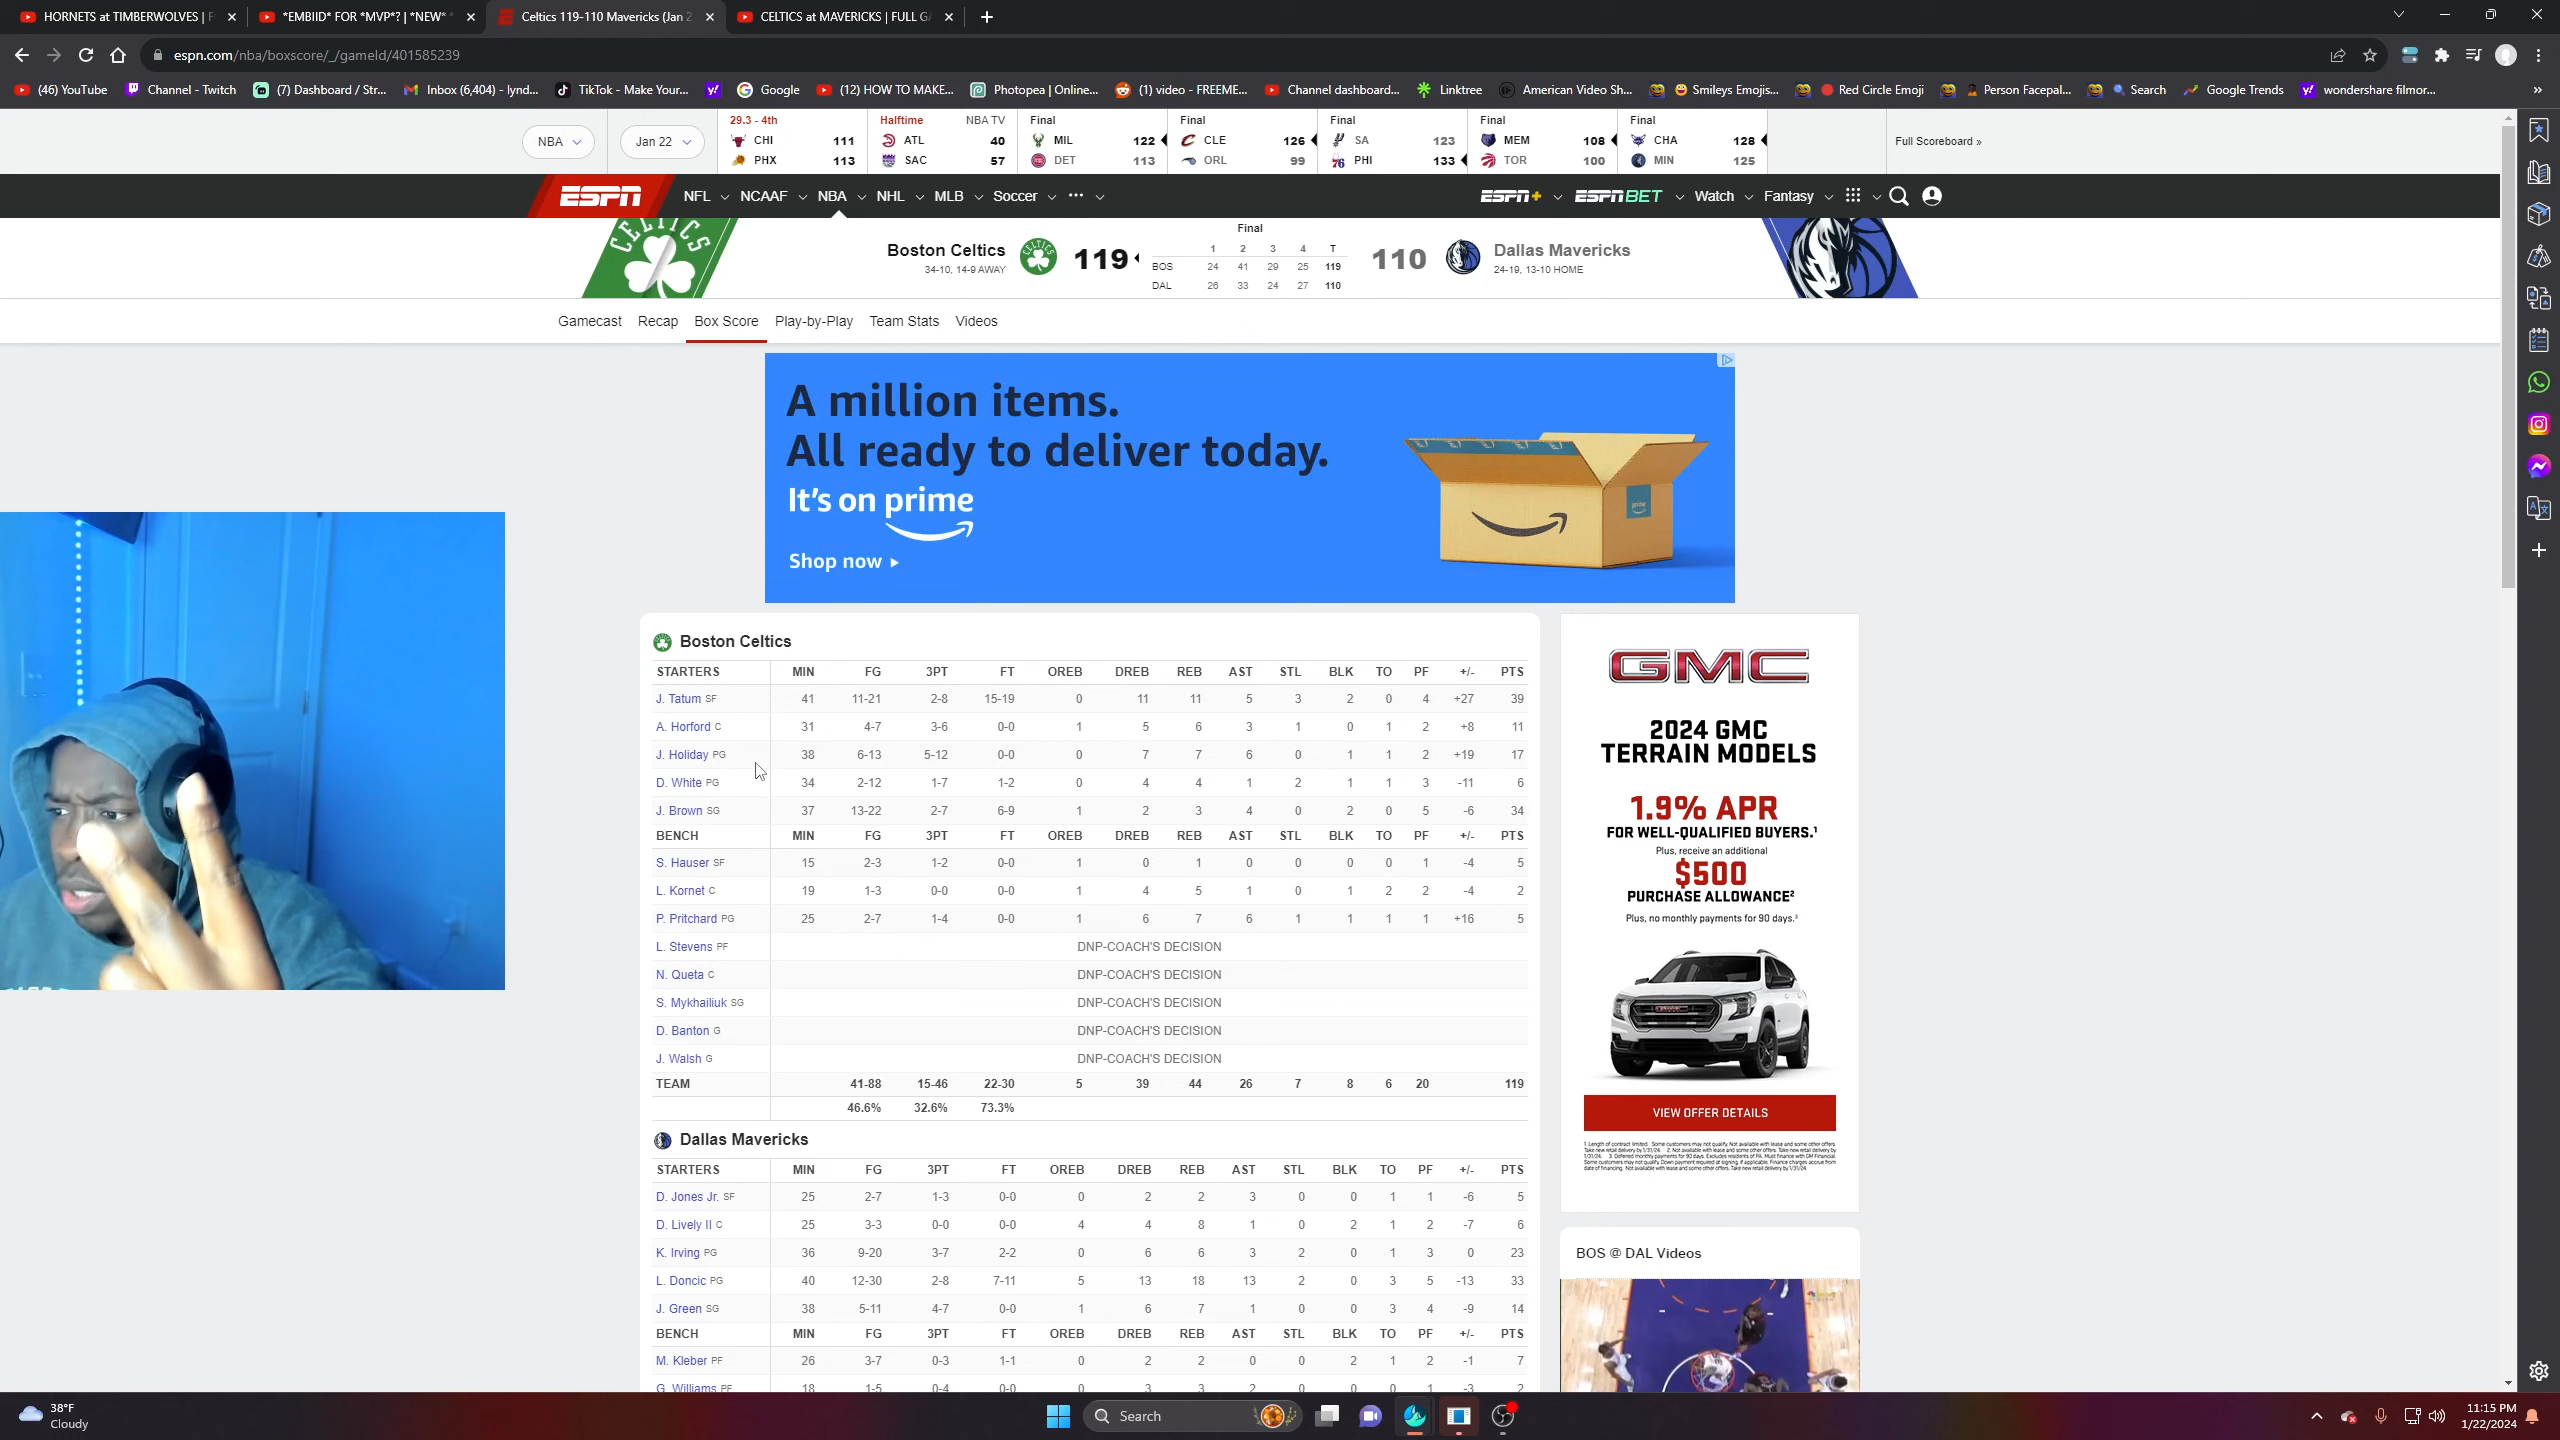 HORNETS at TIMBERWOLVES | F
*EMBIID* FOR *MVP*? | *NEW*
Celtics 119-110 Mavericks (Jan 2
CELTICS at MAVERICKS | FULL GA
espn.com/nba/boxscore/_/gameId/401585239
(46) YouTube Channel - Twitch (7) Dashboard / Str... Inbox (6,404) - lynd... TikTok - Make Your... Google (12) HOW TO MAKE... Photopea | Online... (1) video - FREEME... Channel dashboard... Linktree American Video Sh... Smileys Emojis... Red Circle Emoji Person Facepal... Search Google Trends wondershare filmor...
NBA Jan 22
29.3 - 4th
CHI 111
PHX 113
Halftime NBA TV
ATL 40
SAC 57
Final
MIL 122
DET 113
Final
CLE 126
ORL 99
Final
SA 123
PHI 133
Final
MEM 108
TOR 100
Final
CHA 128
MIN 125
Full Scoreboard »
ESPN NFL NCAAF NBA NHL MLB Soccer ESPN+ ESPN BET Watch Fantasy
CELTICS
Boston Celtics
34-10, 14-9 AWAY
119
Final
1 2 3 4 T
BOS 24 41 29 25 119
DAL 26 33 24 27 110
110
Dallas Mavericks
24-19, 13-10 HOME
Gamecast Recap Box Score Play-by-Play Team Stats Videos
A million items.
All ready to deliver today.
It's on prime
Shop now
prime
Boston Celtics
STARTERS MIN FG 3PT FT OREB DREB REB AST STL BLK TO PF +/- PTS
J. Tatum SF 41 11-21 2-8 15-19 0 11 11 5 3 2 0 4 +27 39
A. Horford C 31 4-7 3-6 0-0 1 5 6 3 1 0 1 2 +8 11
J. Holiday PG 38 6-13 5-12 0-0 0 7 7 6 0 1 1 2 +19 17
D. White PG 34 2-12 1-7 1-2 0 4 4 1 2 1 1 3 -11 6
J. Brown SG 37 13-22 2-7 6-9 1 2 3 4 0 2 0 5 -6 34
BENCH MIN FG 3PT FT OREB DREB REB AST STL BLK TO PF +/- PTS
S. Hauser SF 15 2-3 1-2 0-0 1 0 1 0 0 0 0 1 -4 5
L. Kornet C 19 1-3 0-0 0-0 1 4 5 1 0 1 2 2 -4 2
P. Pritchard PG 25 2-7 1-4 0-0 1 6 7 6 1 1 1 1 +16 5
L. Stevens PF DNP-COACH'S DECISION
N. Queta C DNP-COACH'S DECISION
S. Mykhailiuk SG DNP-COACH'S DECISION
D. Banton G DNP-COACH'S DECISION
J. Walsh G DNP-COACH'S DECISION
TEAM 41-88 15-46 22-30 5 39 44 26 7 8 6 20 119
46.6% 32.6% 73.3%
Dallas Mavericks
STARTERS MIN FG 3PT FT OREB DREB REB AST STL BLK TO PF +/- PTS
D. Jones Jr. SF 25 2-7 1-3 0-0 0 2 2 3 0 0 1 1 -6 5
D. Lively II C 25 3-3 0-0 0-0 4 4 8 1 0 2 1 2 -7 6
K. Irving PG 36 9-20 3-7 2-2 0 6 6 3 2 0 1 3 0 23
L. Doncic PG 40 12-30 2-8 7-11 5 13 18 13 2 0 3 5 -13 33
J. Green SG 38 5-11 4-7 0-0 1 6 7 1 0 0 3 4 -9 14
BENCH MIN FG 3PT FT OREB DREB REB AST STL BLK TO PF +/- PTS
M. Kleber PF 26 3-7 0-3 1-1 0 2 2 0 0 2 1 2 -1 7
G. Williams PF 18 1-5 0-4 0-0 0 3 3 2 0 0 0 1 -3 2
GMC
2024 GMC
TERRAIN MODELS
1.9% APR
FOR WELL-QUALIFIED BUYERS.¹
Plus, receive an additional
$500
PURCHASE ALLOWANCE²
Plus, no monthly payments for 90 days.³
VIEW OFFER DETAILS
BOS @ DAL Videos
38°F
Cloudy
Search
11:15 PM
1/22/2024